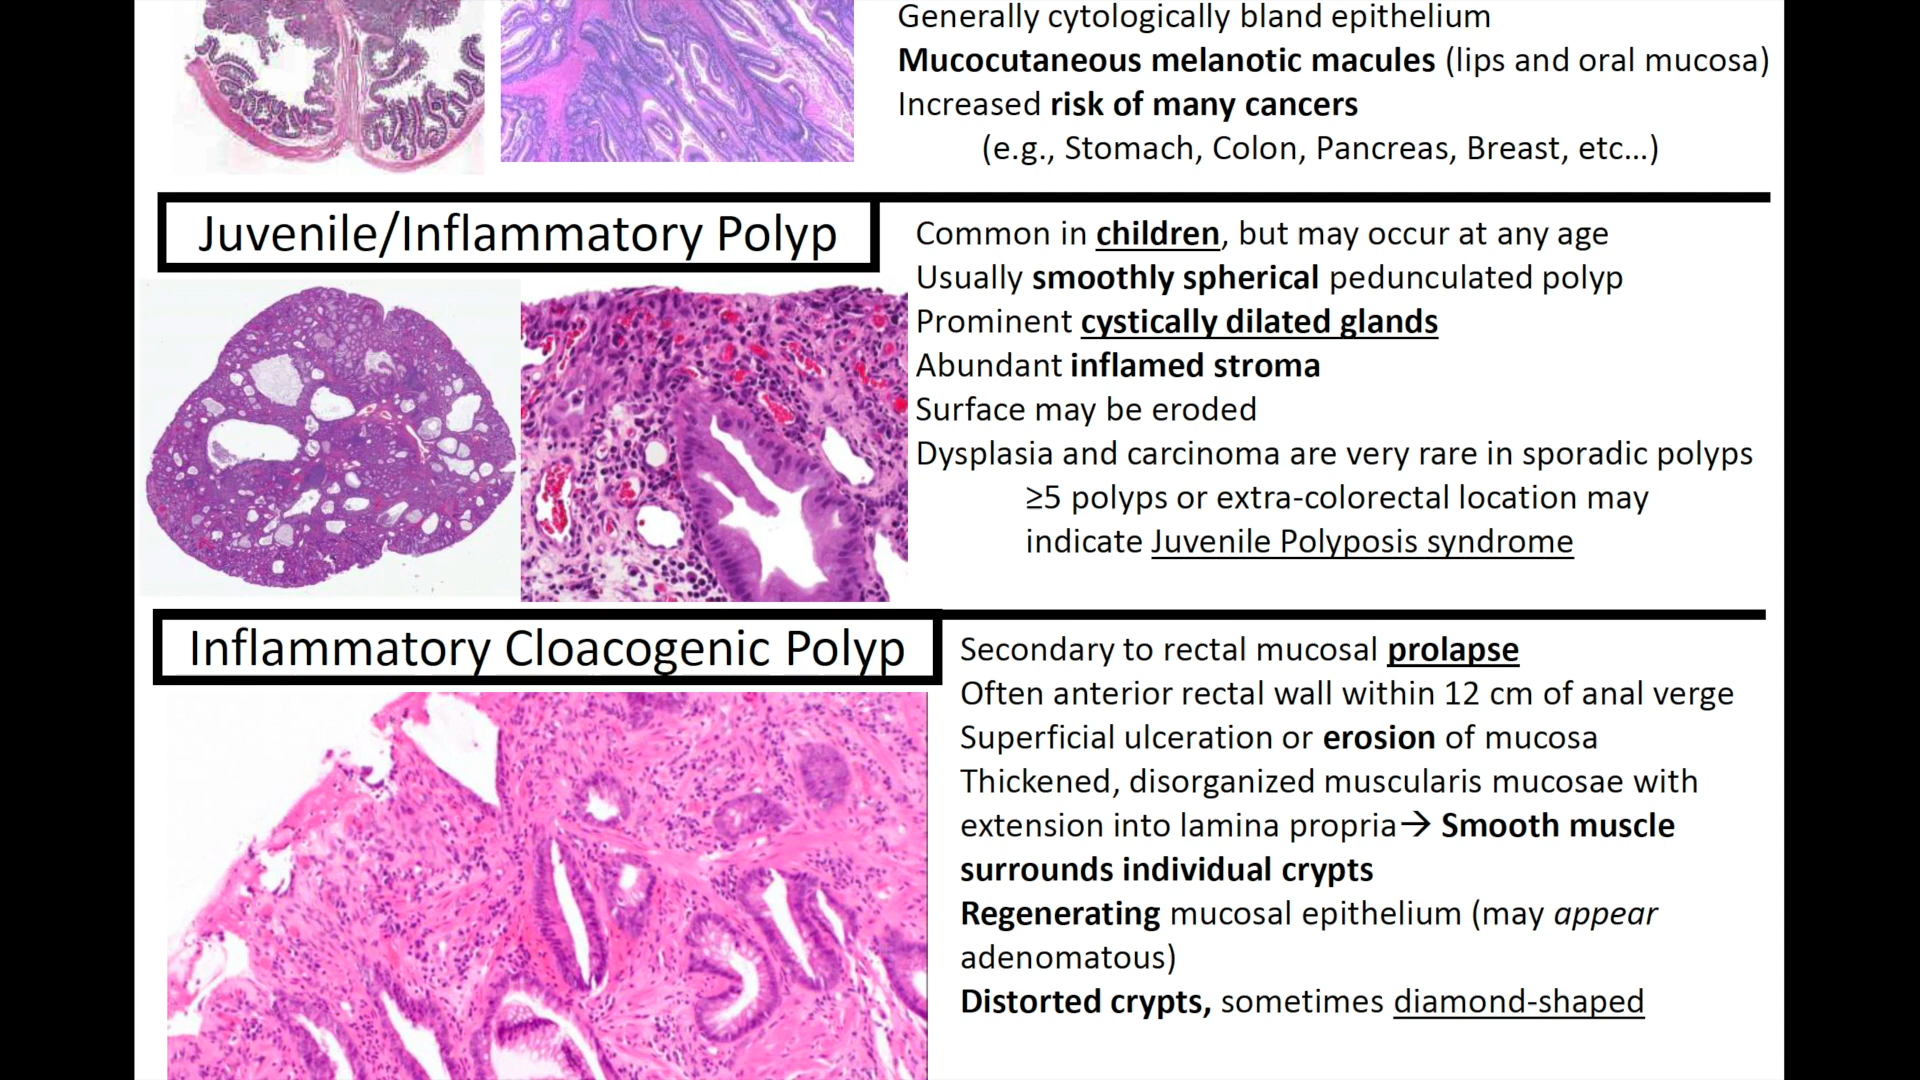 Generally cytologically bland epithelium
Mucocutaneous melanotic macules (lips and oral mucosa)
Increased risk of many cancers
(e.g., Stomach, Colon, Pancreas, Breast, etc…)
Juvenile/Inflammatory Polyp
Common in children, but may occur at any age
Usually smoothly spherical pedunculated polyp
Prominent cystically dilated glands
Abundant inflamed stroma
Surface may be eroded
Dysplasia and carcinoma are very rare in sporadic polyps
≥5 polyps or extra-colorectal location may
indicate Juvenile Polyposis syndrome
Inflammatory Cloacogenic Polyp
Secondary to rectal mucosal prolapse
Often anterior rectal wall within 12 cm of anal verge
Superficial ulceration or erosion of mucosa
Thickened, disorganized muscularis mucosae with
extension into lamina propria→ Smooth muscle
surrounds individual crypts
Regenerating mucosal epithelium (may appear
adenomatous)
Distorted crypts, sometimes diamond-shaped